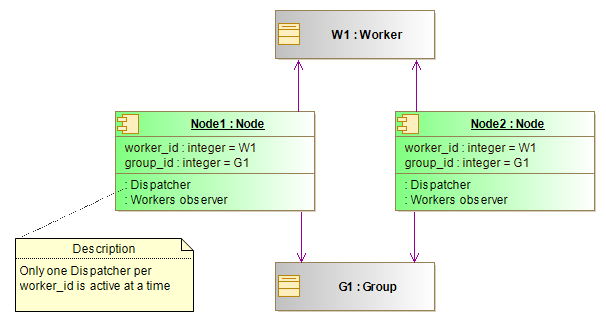 W1 : Worker
Node1 : Node
worker_id : integer = W1
group_id : integer = G1
: Dispatcher
: Workers observer
Node2 : Node
worker_id : integer = W1
group_id : integer = G1
: Dispatcher
: Workers observer
Description
Only one Dispatcher per
worker_id is active at a time
G1 : Group